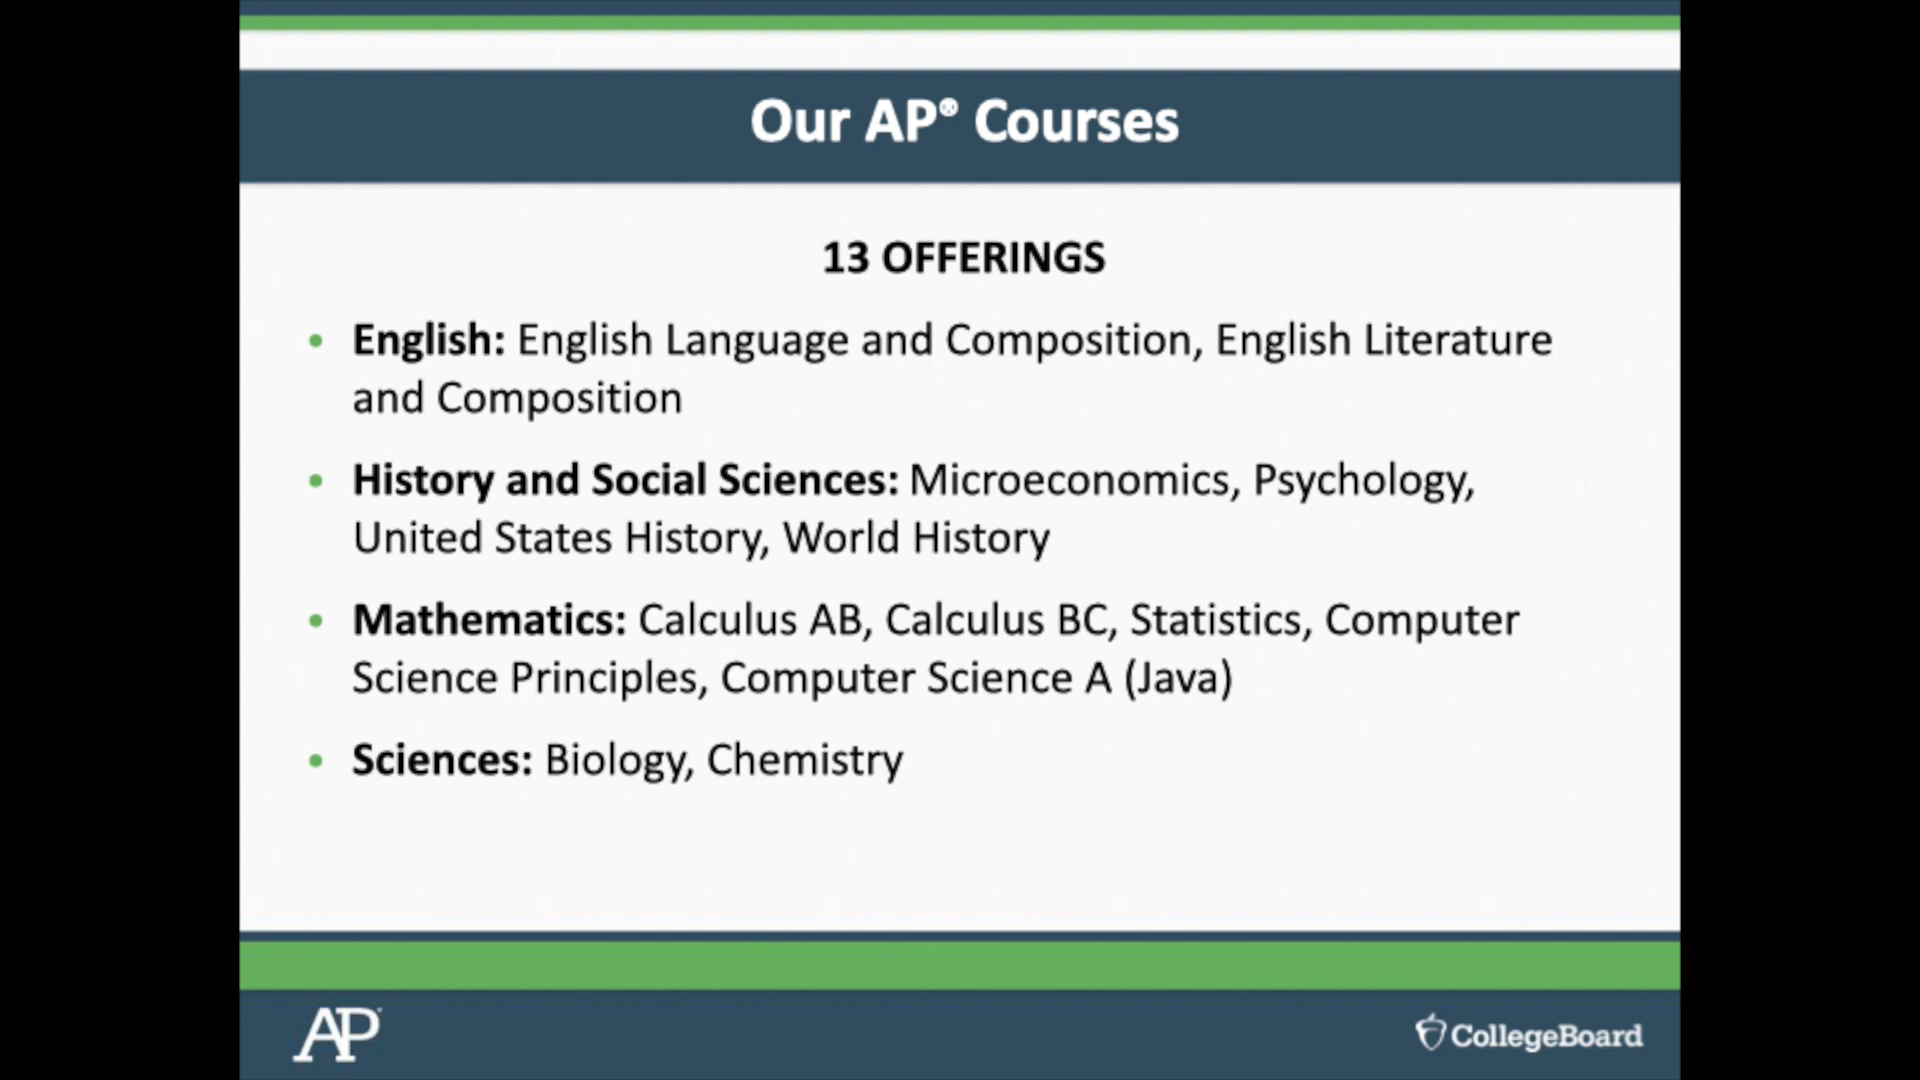 Our AP® Courses
13 OFFERINGS
• English: English Language and Composition, English Literature
and Composition
• History and Social Sciences: Microeconomics, Psychology,
United States History, World History
• Mathematics: Calculus AB, Calculus BC, Statistics, Computer
Science Principles, Computer Science A (Java)
• Sciences: Biology, Chemistry
AP
CollegeBoard